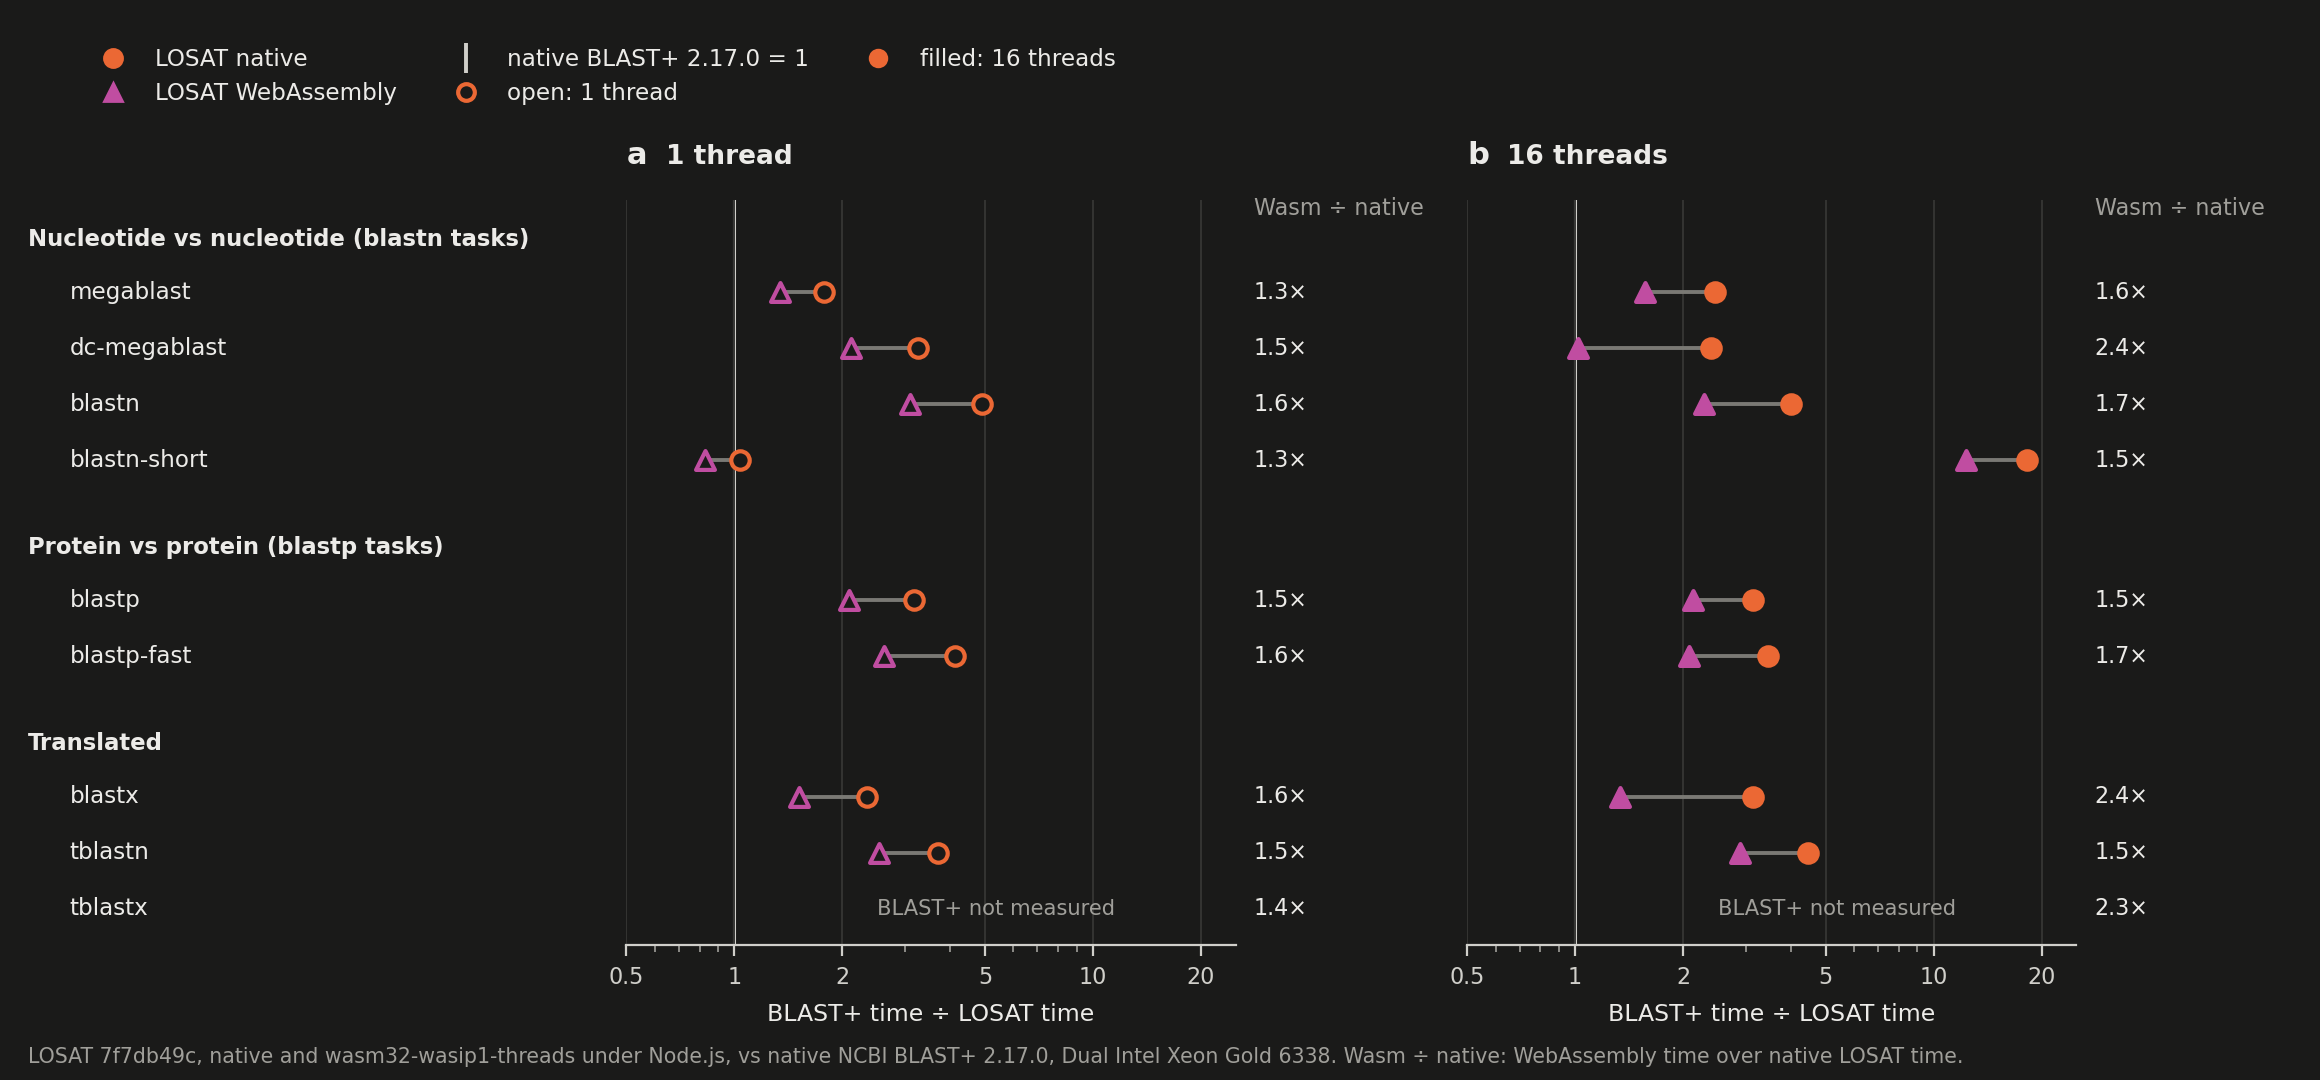 LOSAT native
LOSAT WebAssembly
native BLAST+ 2.17.0 = 1
open: 1 thread
filled: 16 threads
a 1 thread
b 16 threads
Wasm ÷ native
Wasm ÷ native
Nucleotide vs nucleotide (blastn tasks)
megablast 1.3× 1.6×
dc-megablast 1.5× 2.4×
blastn 1.6× 1.7×
blastn-short 1.3× 1.5×
Protein vs protein (blastp tasks)
blastp 1.5× 1.5×
blastp-fast 1.6× 1.7×
Translated
blastx 1.6× 2.4×
tblastn 1.5× 1.5×
tblastx BLAST+ not measured 1.4× BLAST+ not measured 2.3×
0.5 1 2 5 10 20
0.5 1 2 5 10 20
BLAST+ time ÷ LOSAT time
BLAST+ time ÷ LOSAT time
LOSAT 7f7db49c, native and wasm32-wasip1-threads under Node.js, vs native NCBI BLAST+ 2.17.0, Dual Intel Xeon Gold 6338. Wasm ÷ native: WebAssembly time over native LOSAT time.